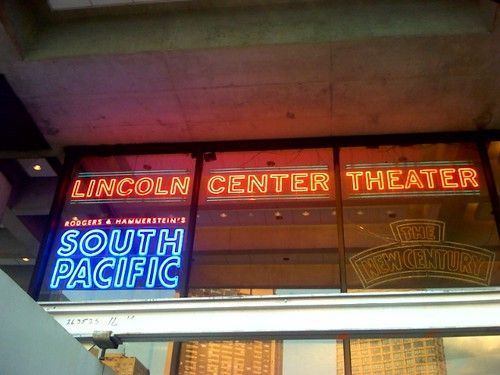 LINCOLN CENTER THEATER
RODGERS & HAMMERSTEIN'S
SOUTH
PACIFIC
THE
NEW CENTURY